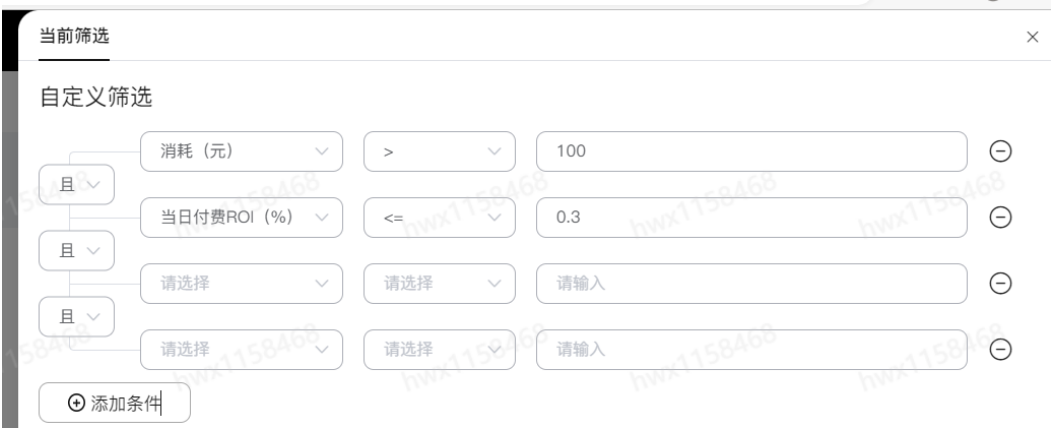 当前筛选
自定义筛选
消耗（元） > 100
且
当日付费ROI（%） <= 0.3
且
请选择 请选择 请输入
且
请选择 请选择 请输入
添加条件
hwx1158468